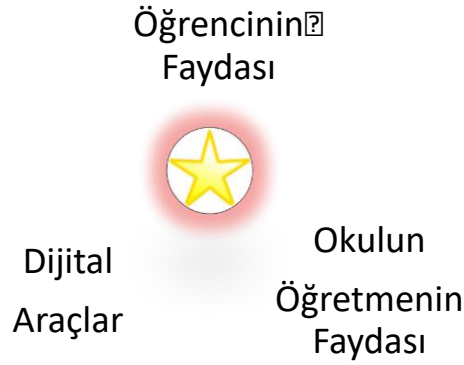 Öğrencinin
Faydası
Dijital
Araçlar
Okulun
Öğretmenin
Faydası